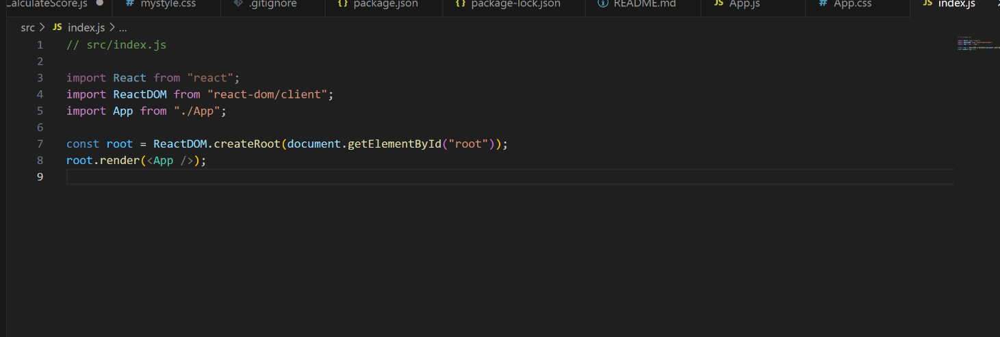 CalculateScore.js
# mystyle.css
.gitignore
{} package.json
{} package-lock.json
README.md
JS App.js
# App.css
JS index.js
src > JS index.js > ...
1 // src/index.js
2
3 import React from "react";
4 import ReactDOM from "react-dom/client";
5 import App from "./App";
6
7 const root = ReactDOM.createRoot(document.getElementById("root"));
8 root.render(<App />);
9